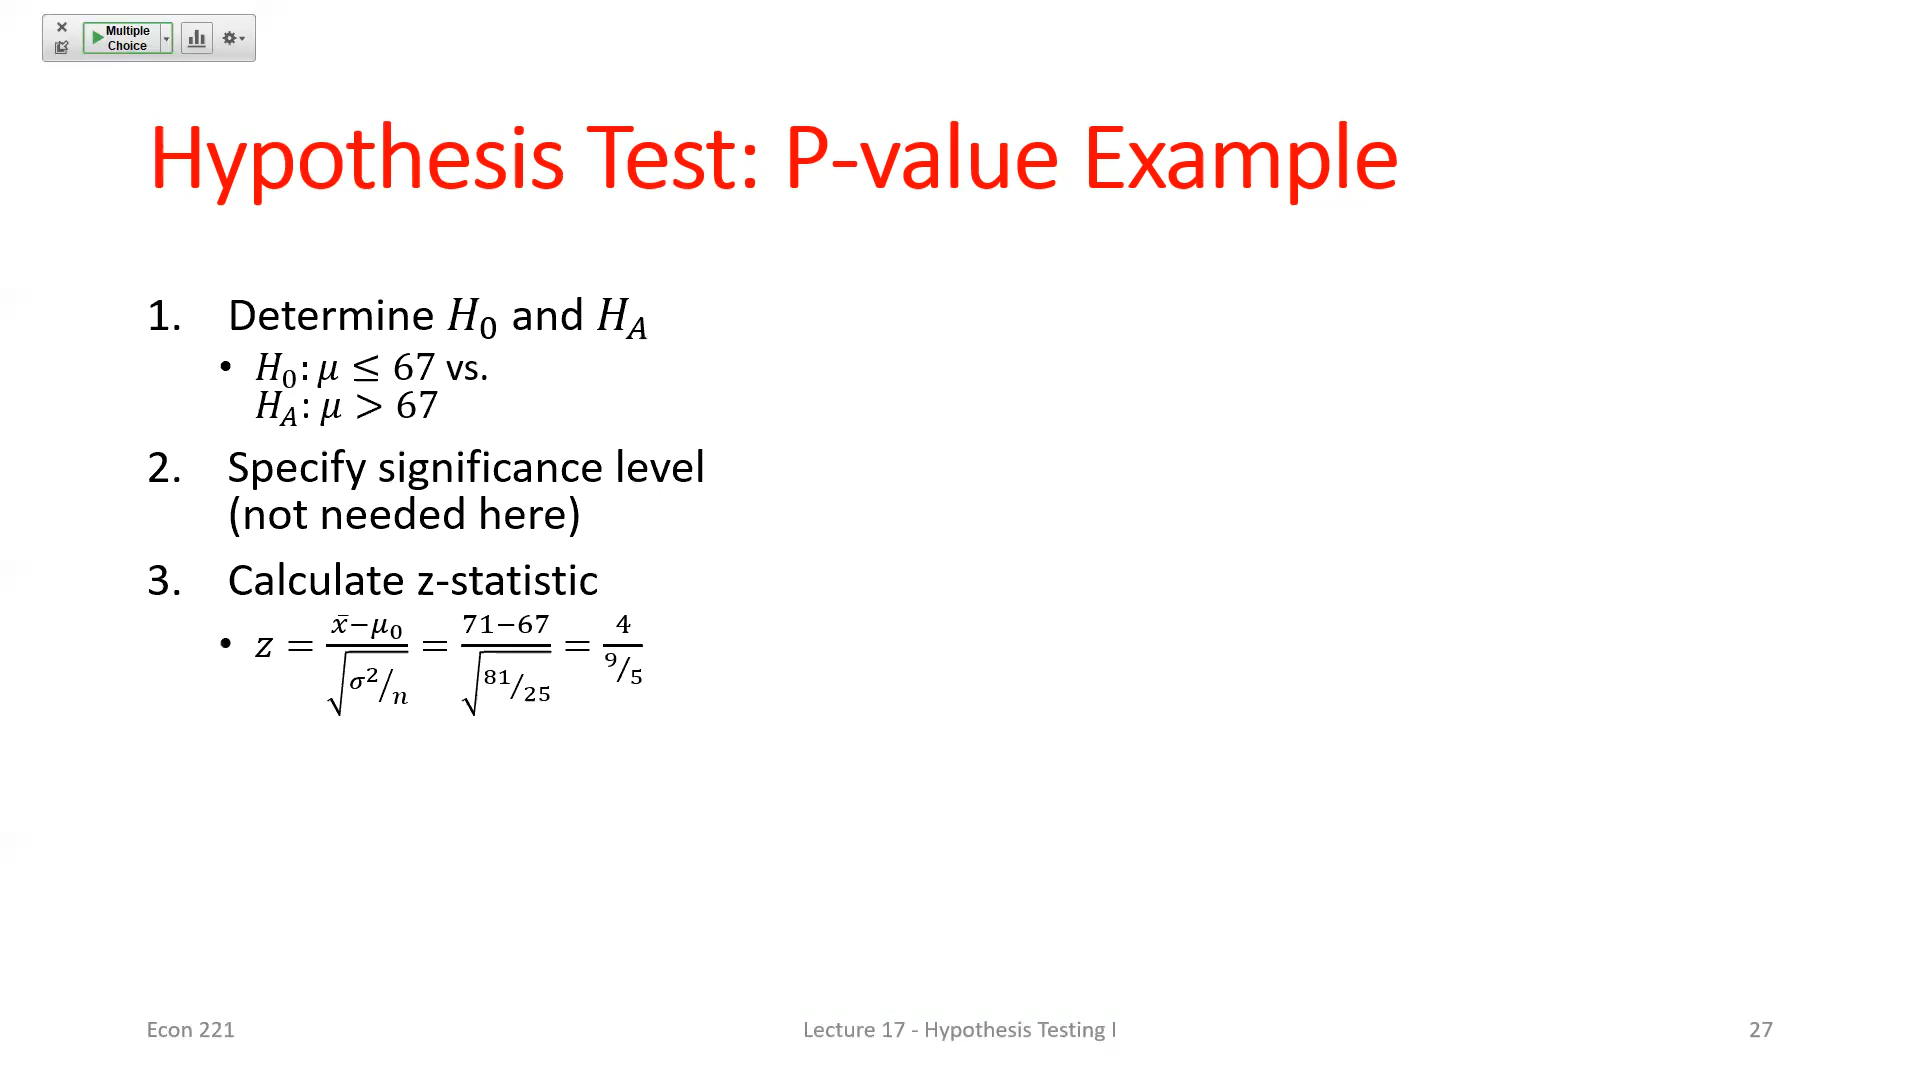 Multiple
Choice
Hypothesis Test: P-value Example
1. Determine H₀ and H_A
• H₀: μ ≤ 67 vs.
H_A: μ > 67
2. Specify significance level
(not needed here)
3. Calculate z-statistic
• z = (x̄−μ₀)/√(σ²/n) = (71−67)/√(81/25) = 4/(9/5)
Econ 221
Lecture 17 - Hypothesis Testing I
27